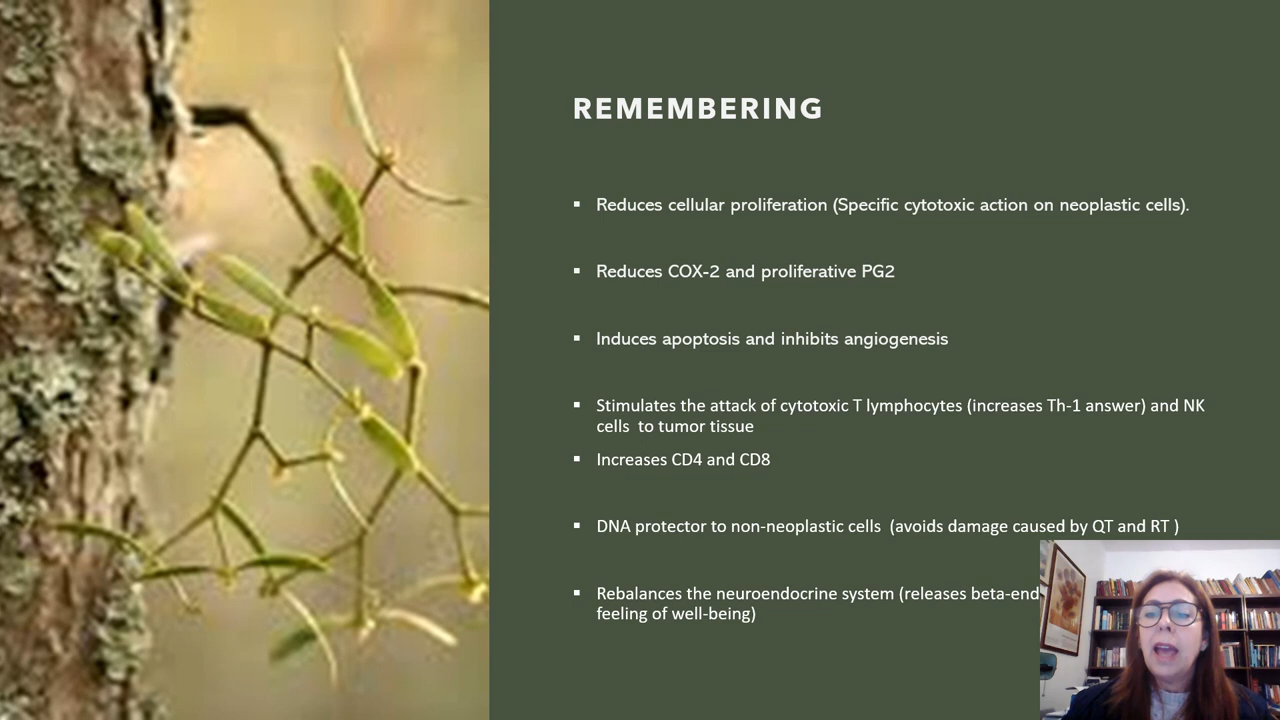 REMEMBERING
▪ Reduces cellular proliferation (Specific cytotoxic action on neoplastic cells).
▪ Reduces COX-2 and proliferative PG2
▪ Induces apoptosis and inhibits angiogenesis
▪ Stimulates the attack of cytotoxic T lymphocytes (increases Th-1 answer) and NK
cells to tumor tissue
▪ Increases CD4 and CD8
▪ DNA protector to non-neoplastic cells (avoids damage caused by QT and RT )
▪ Rebalances the neuroendocrine system (releases
feeling of well-being)